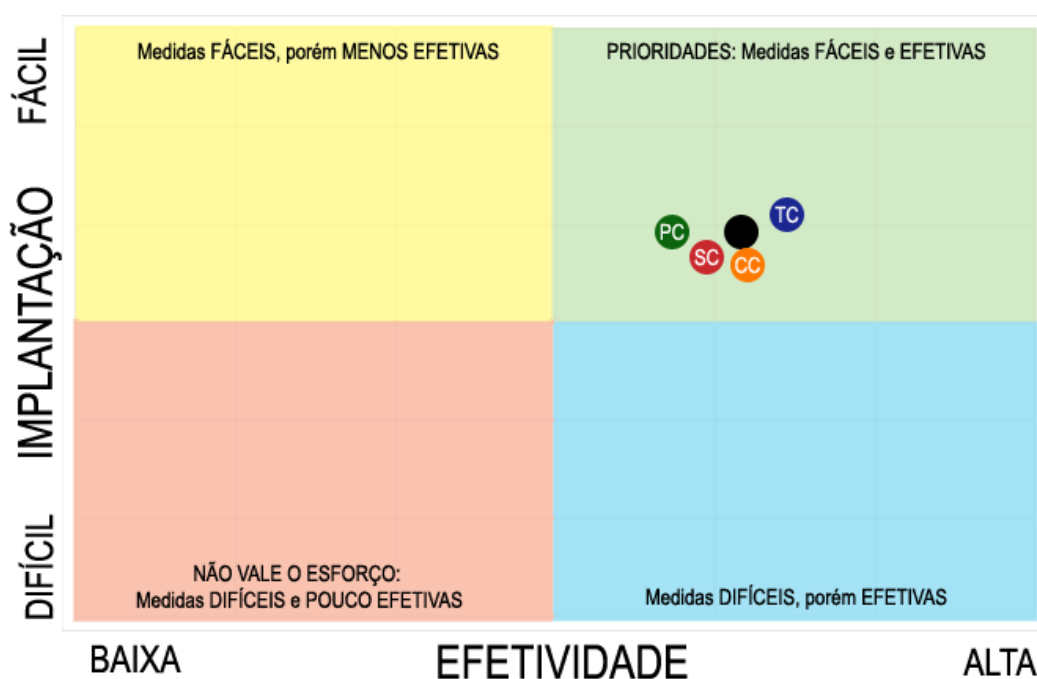 Medidas FÁCEIS, porém MENOS EFETIVAS
PRIORIDADES: Medidas FÁCEIS e EFETIVAS
FÁCIL
IMPLANTAÇÃO
DIFÍCIL
PC
SC
CC
TC
NÃO VALE O ESFORÇO:
Medidas DIFÍCEIS e POUCO EFETIVAS
Medidas DIFÍCEIS, porém EFETIVAS
BAIXA
EFETIVIDADE
ALTA